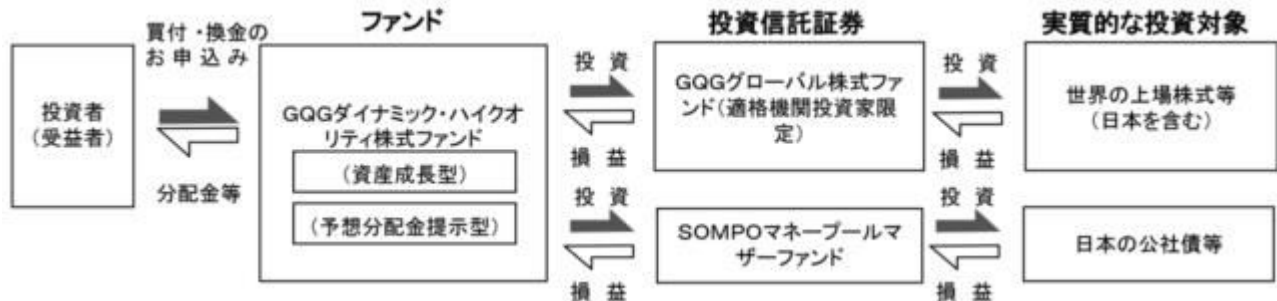 ファンド
投資信託証券
実質的な投資対象
買付・換金の
お申込み
投資者
(受益者)
分配金等
GQGダイナミック・ハイクオ
リティ株式ファンド
(資産成長型)
(予想分配金提示型)
投資
損益
投資
損益
GQGグローバル株式ファ
ンド(適格機関投資家限
定)
SOMPOマネープールマ
ザーファンド
投資
損益
投資
損益
世界の上場株式等
(日本を含む)
日本の公社債等